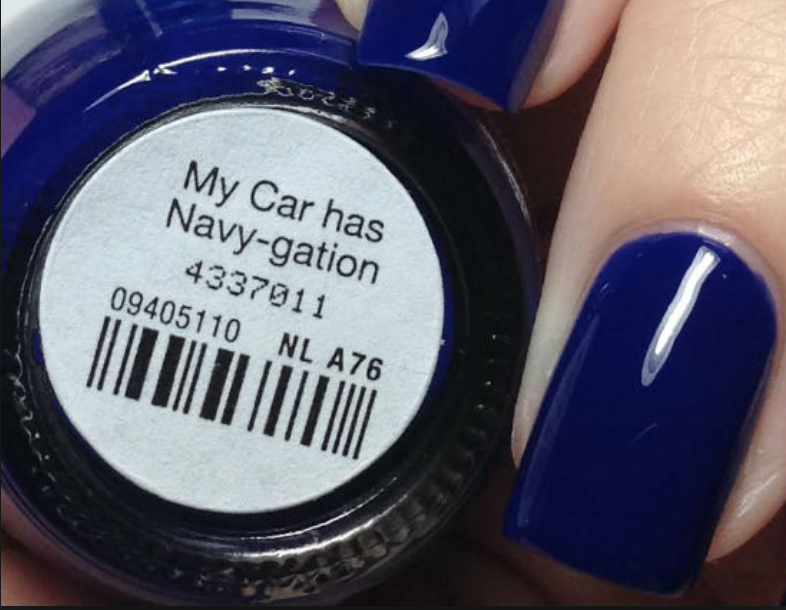 My Car has
Navy-gation
4337011
09405110 NL A76